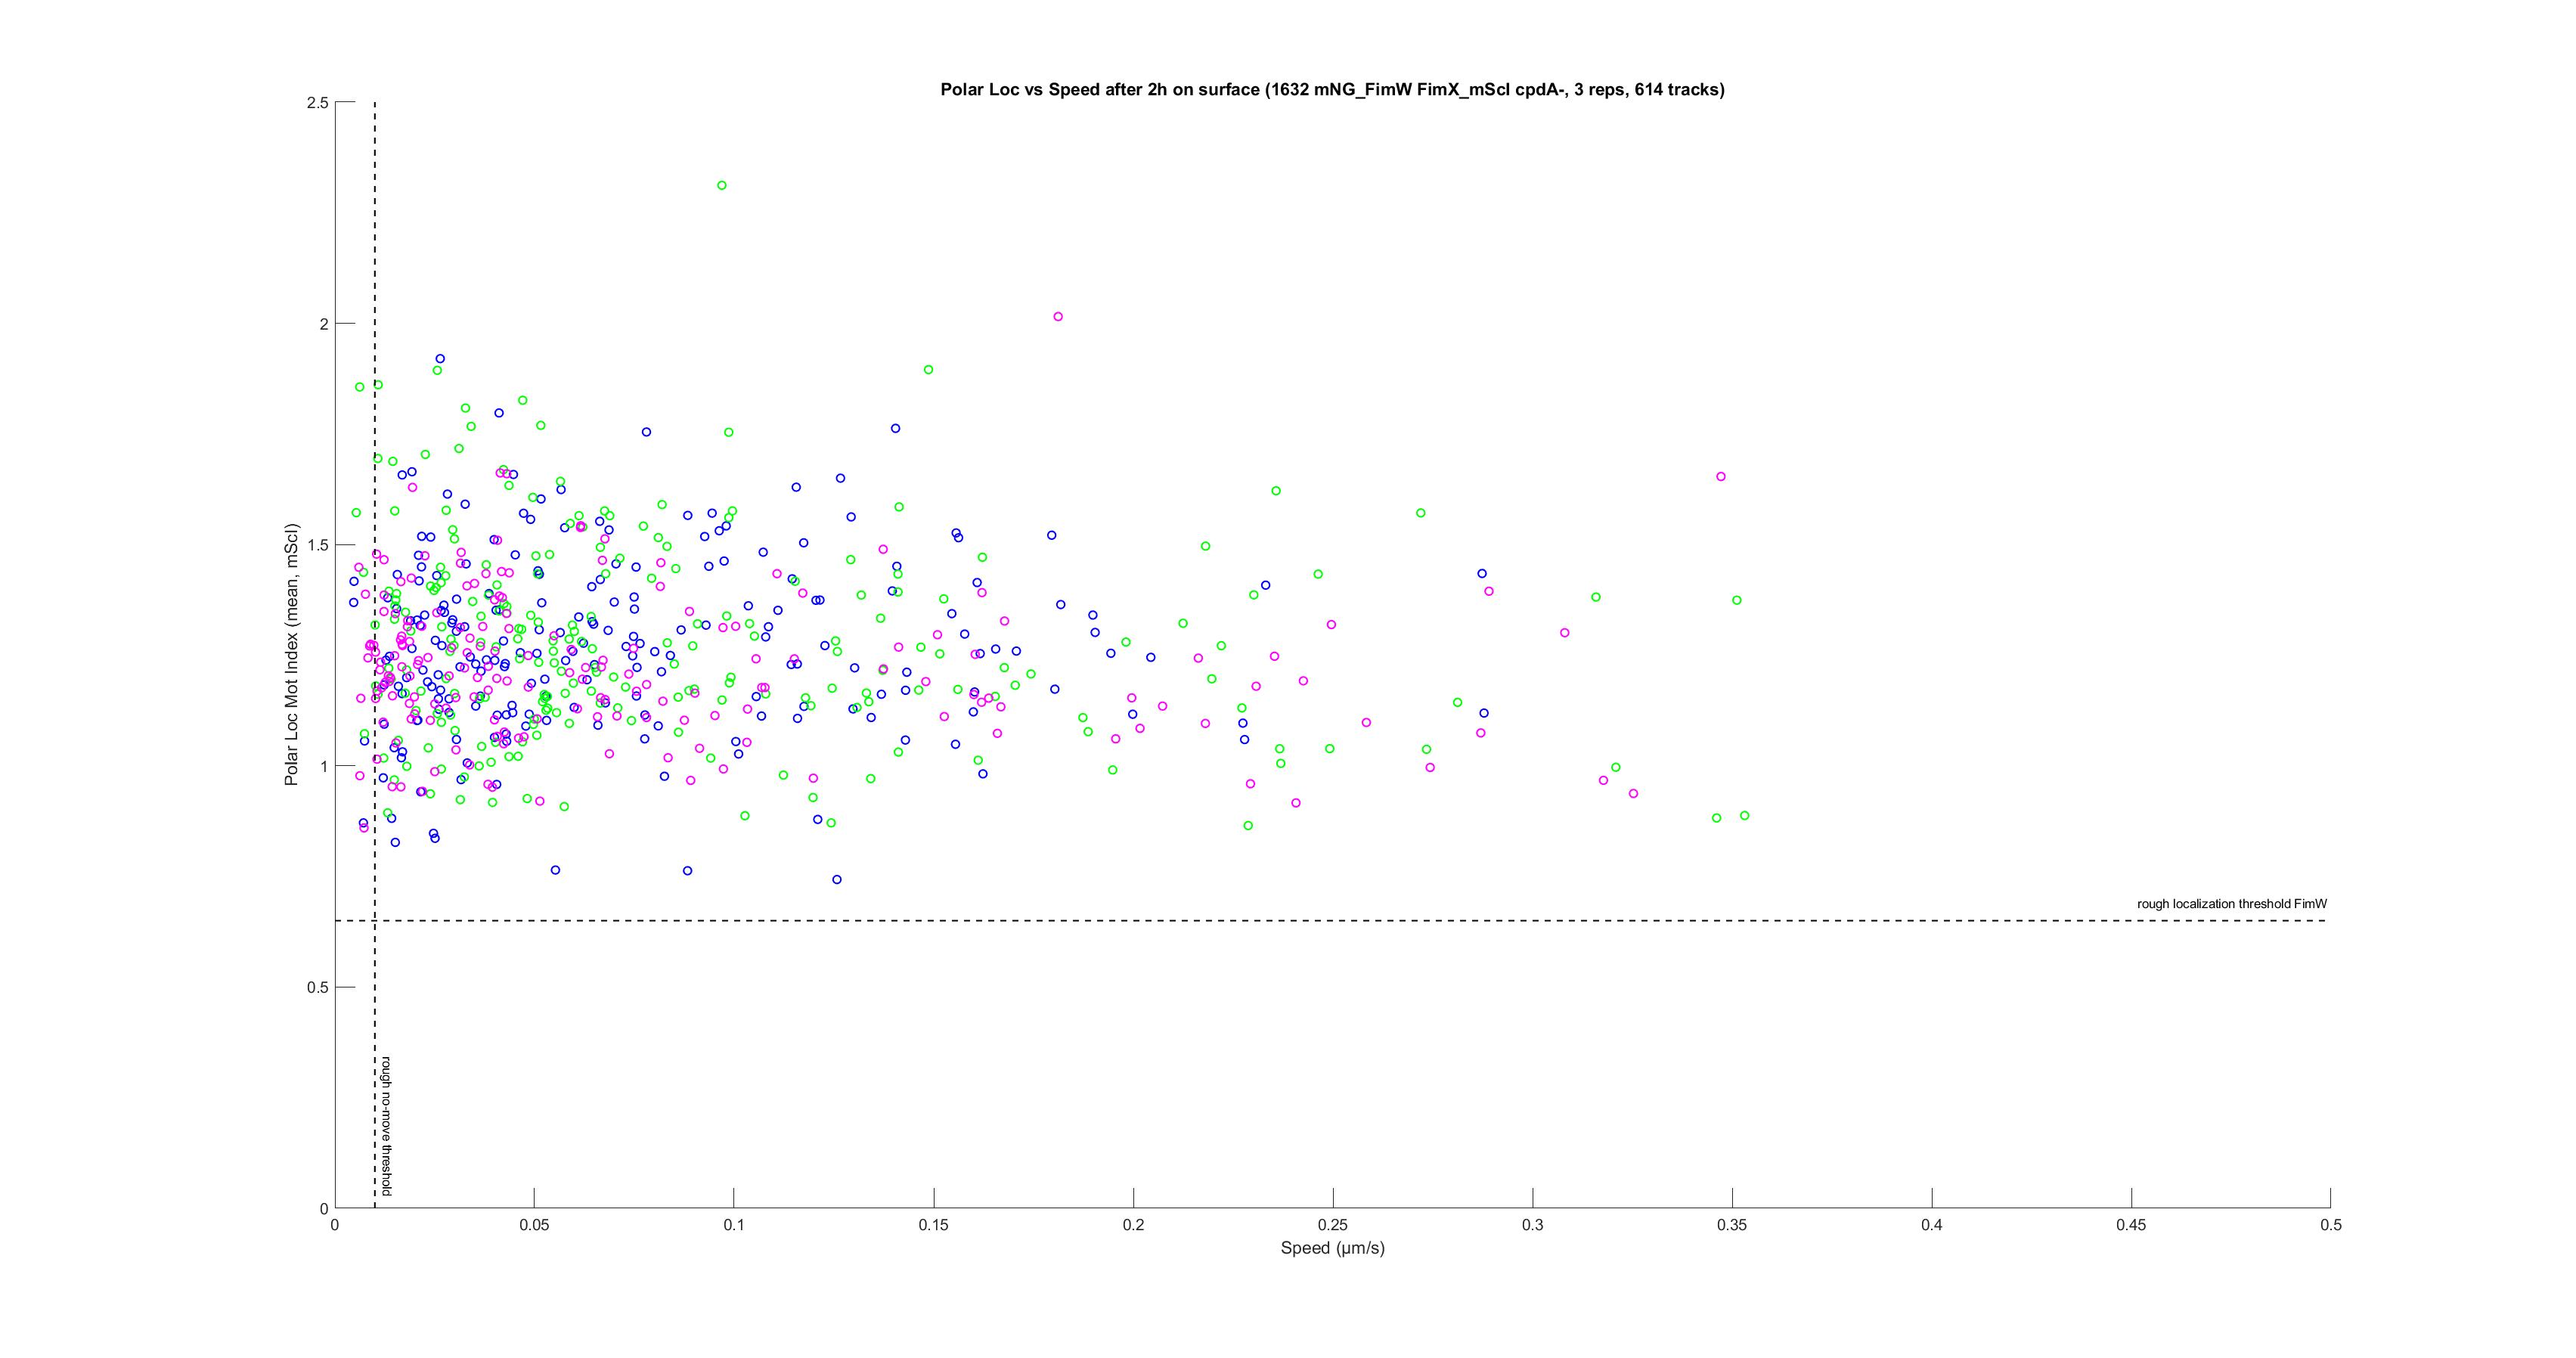 Polar Loc vs Speed after 2h on surface (1632 mNG_FimW FimX_mScI cpdA-, 3 reps, 614 tracks)
2.5
2
1.5
1
0.5
0
Polar Loc Mot Index (mean, mScI)
rough localization threshold FimW
rough no-move threshold
0 0.05 0.1 0.15 0.2 0.25 0.3 0.35 0.4 0.45 0.5
Speed (µm/s)